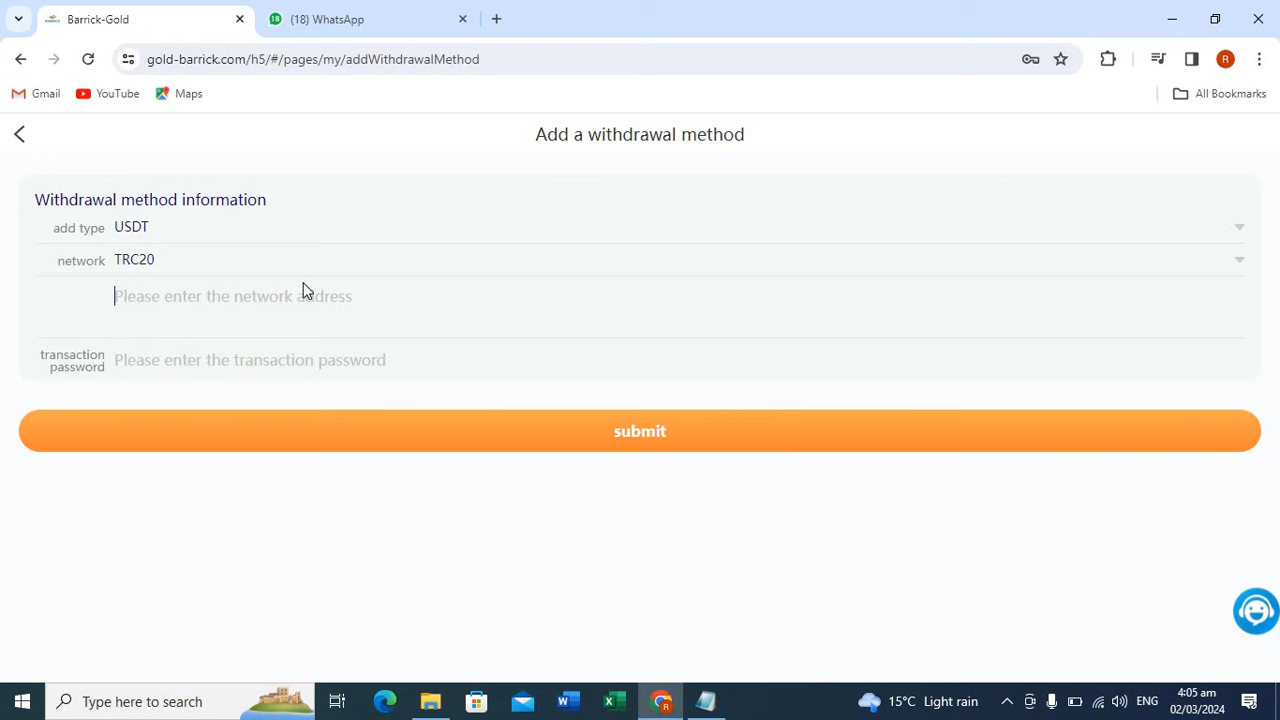 Barrick-Gold
(18) WhatsApp
gold-barrick.com/h5/#/pages/my/addWithdrawalMethod
R
Gmail
YouTube
Maps
All Bookmarks
Add a withdrawal method
Withdrawal method information
add type USDT
network TRC20
Please enter the network address
transaction password Please enter the transaction password
submit
Type here to search
15°C Light rain
ENG
4:05 am
02/03/2024